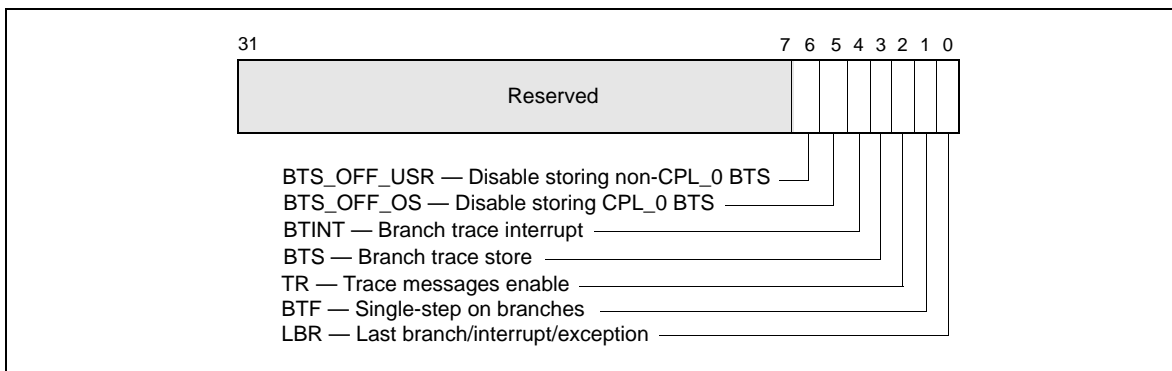 31 7 6 5 4 3 2 1 0
Reserved
BTS_OFF_USR — Disable storing non-CPL_0 BTS
BTS_OFF_OS — Disable storing CPL_0 BTS
BTINT — Branch trace interrupt
BTS — Branch trace store
TR — Trace messages enable
BTF — Single-step on branches
LBR — Last branch/interrupt/exception